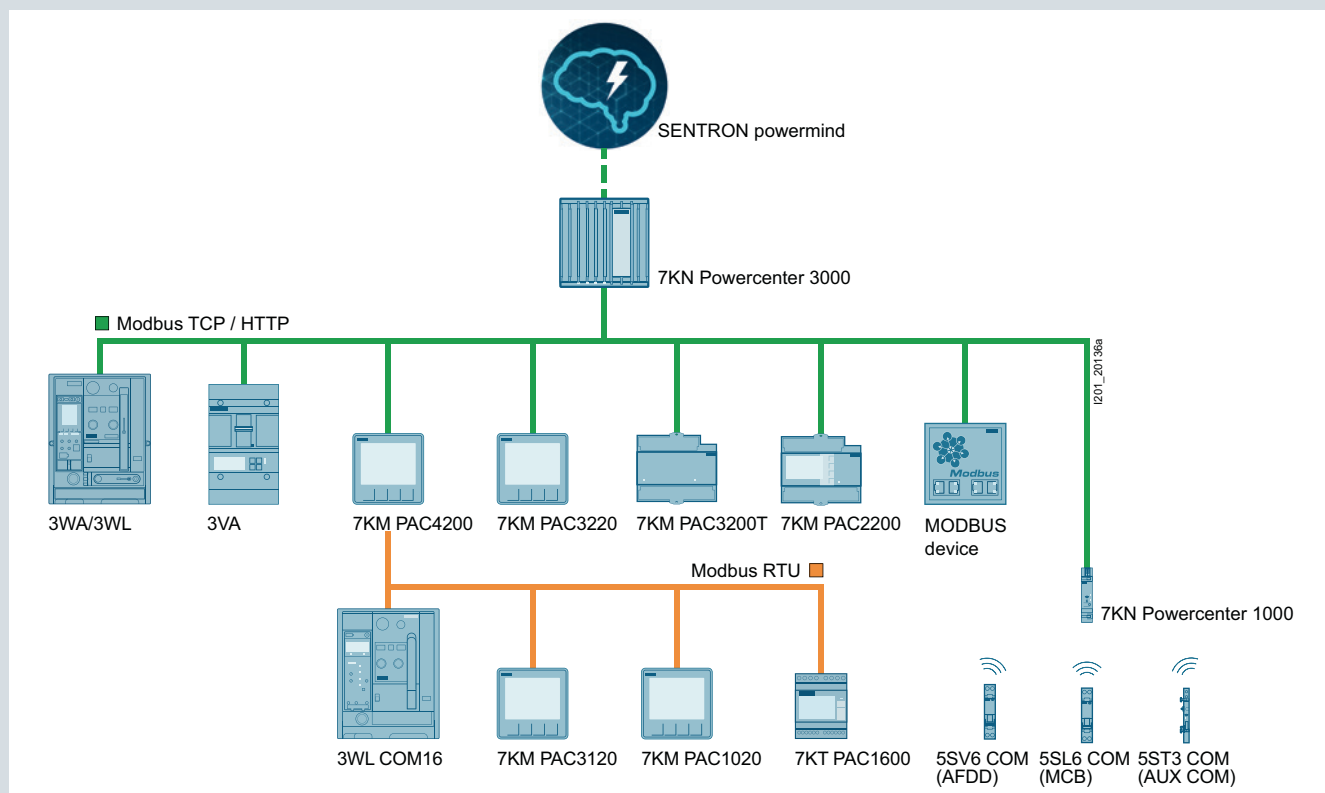 SENTRON powermind
7KN Powercenter 3000
Modbus TCP / HTTP
I201_20136a
Modbus
3WA/3WL
3VA
7KM PAC4200
7KM PAC3220
7KM PAC3200T
7KM PAC2200
MODBUS
device
Modbus RTU
7KN Powercenter 1000
3WL COM16
7KM PAC3120
7KM PAC1020
7KT PAC1600
5SV6 COM
(AFDD)
5SL6 COM
(MCB)
5ST3 COM
(AUX COM)